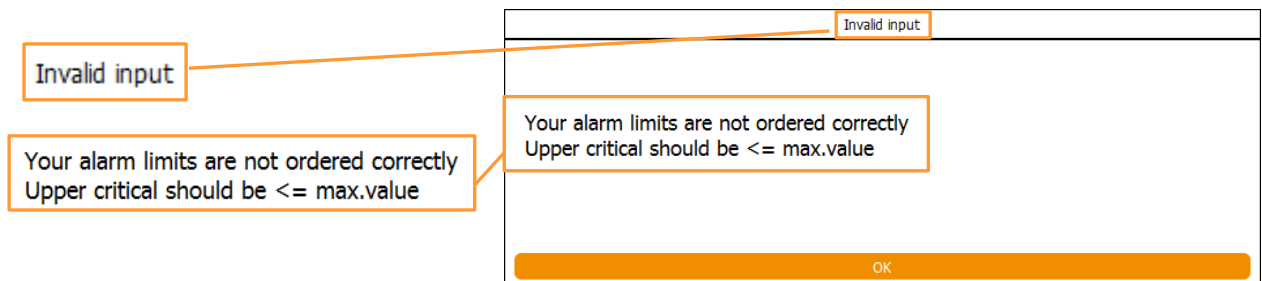 Invalid input
Invalid input
Your alarm limits are not ordered correctly
Upper critical should be <= max.value
Your alarm limits are not ordered correctly
Upper critical should be <= max.value
OK